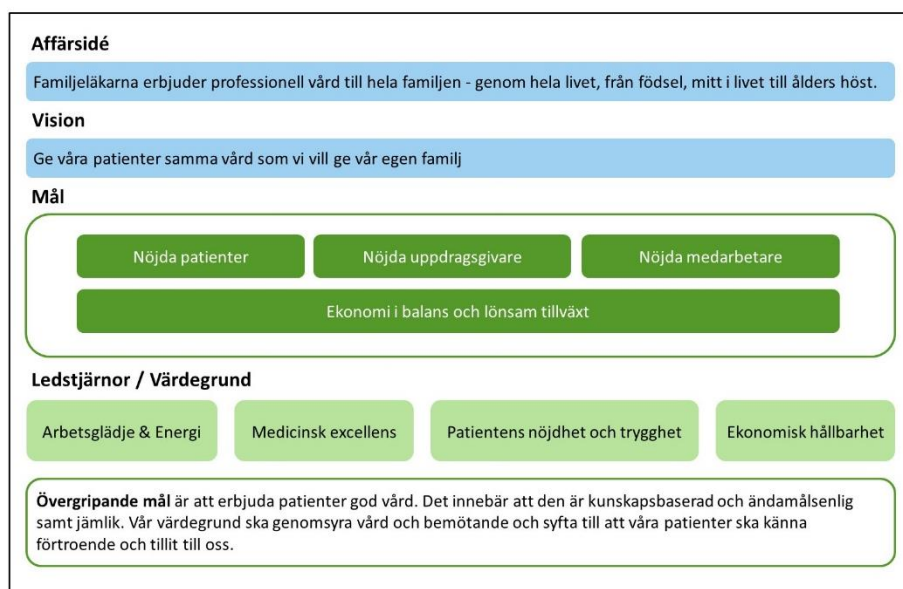 Affärsidé
Familjeläkarna erbjuder professionell vård till hela familjen - genom hela livet, från födsel, mitt i livet till ålders höst.
Vision
Ge våra patienter samma vård som vi vill ge vår egen familj
Mål
Nöjda patienter
Nöjda uppdragsgivare
Nöjda medarbetare
Ekonomi i balans och lönsam tillväxt
Ledstjärnor / Värdegrund
Arbetsglädje & Energi
Medicinsk excellens
Patientens nöjdhet och trygghet
Ekonomisk hållbarhet
Övergripande mål är att erbjuda patienter god vård. Det innebär att den är kunskapsbaserad och ändamålsenlig
samt jämlik. Vår värdegrund ska genomsyra vård och bemötande och syfta till att våra patienter ska känna
förtroende och tillit till oss.